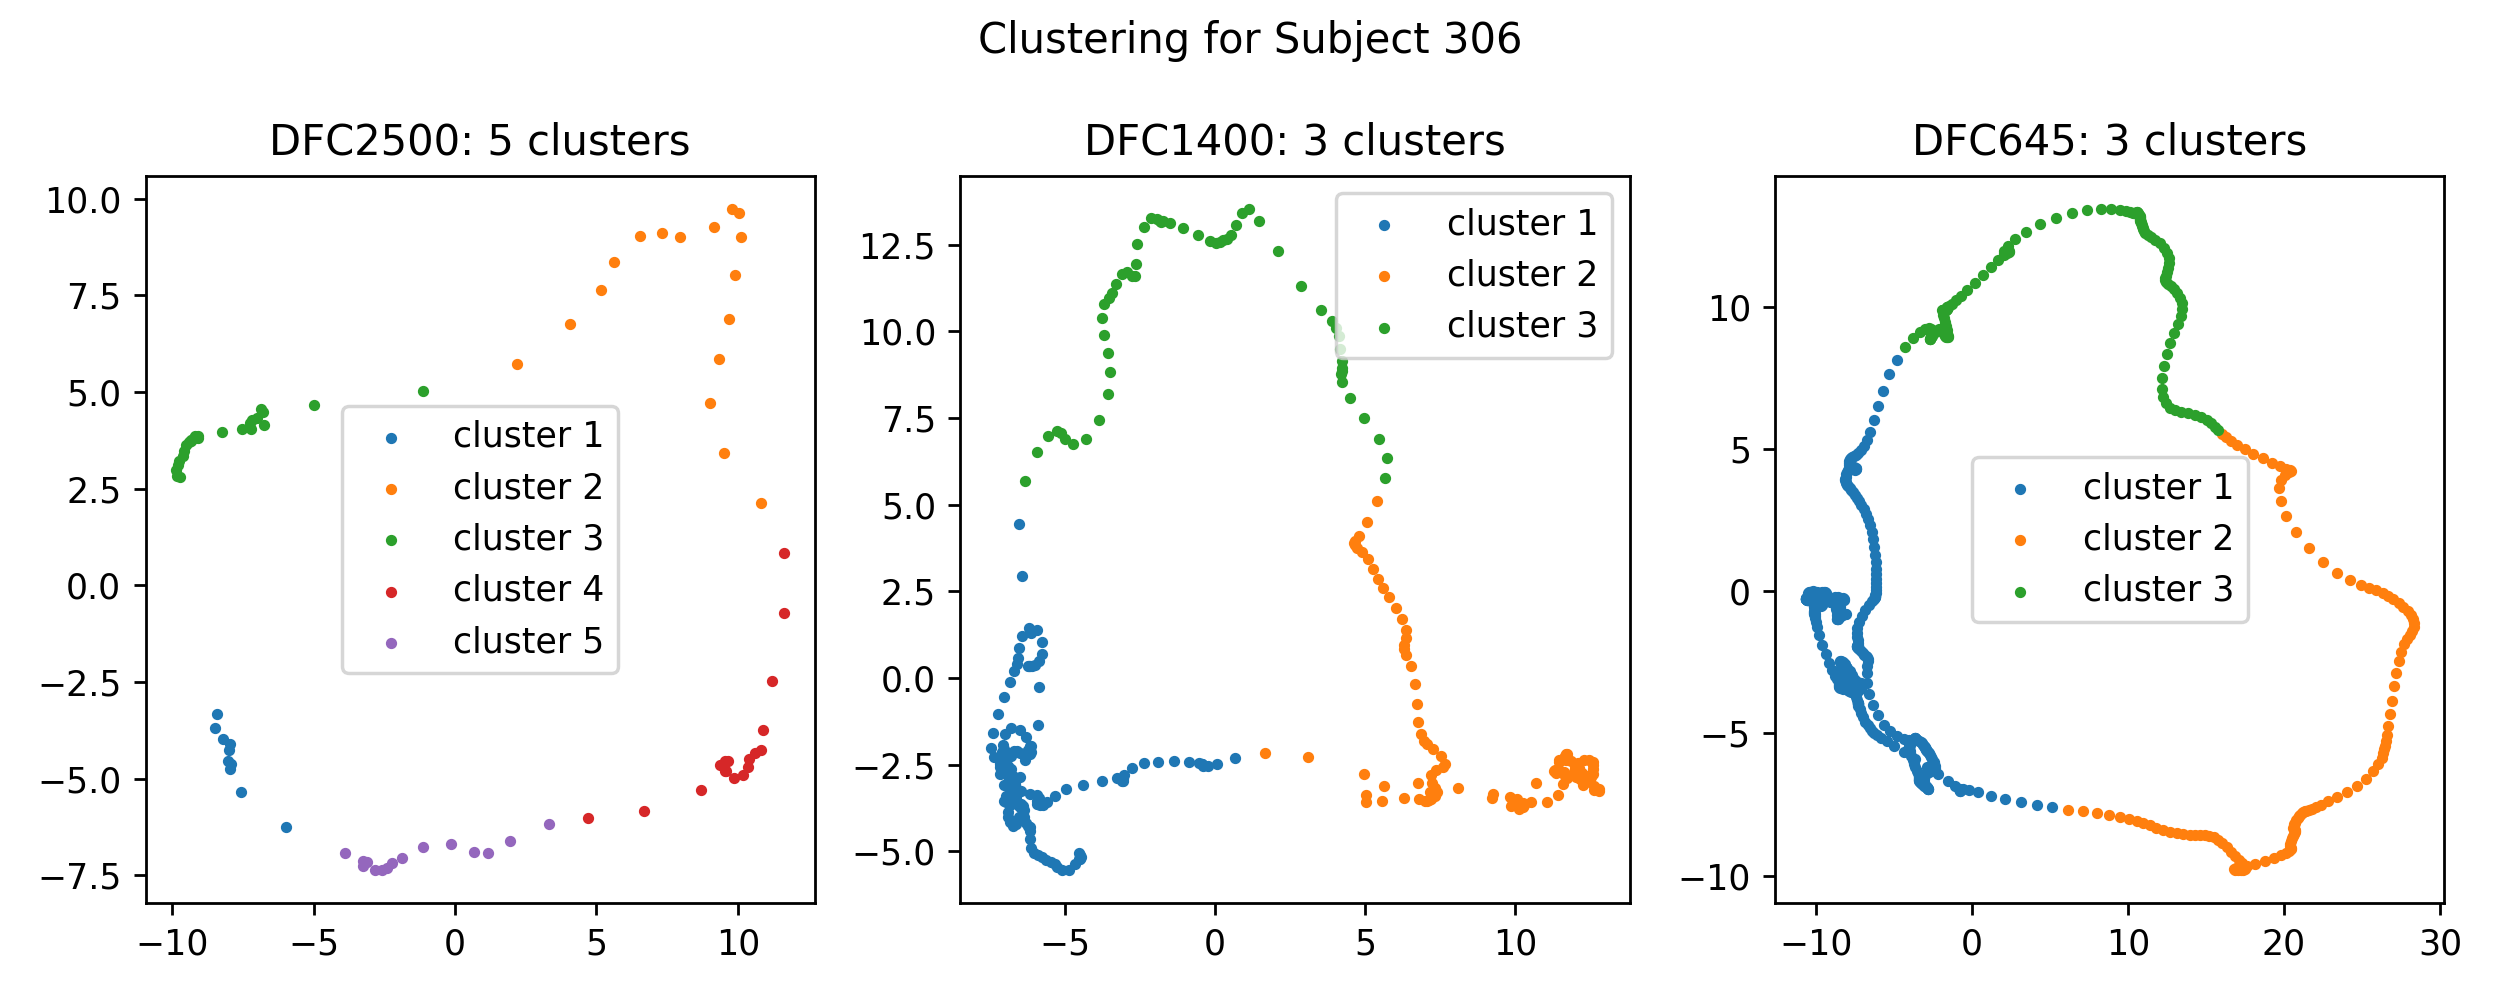 Clustering for Subject 306
DFC2500: 5 clusters
10.0
7.5
5.0
2.5
0.0
−2.5
−5.0
−7.5
−10
−5
0
5
10
cluster 1
cluster 2
cluster 3
cluster 4
cluster 5
DFC1400: 3 clusters
12.5
10.0
7.5
5.0
2.5
0.0
−2.5
−5.0
−5
0
5
10
cluster 1
cluster 2
cluster 3
DFC645: 3 clusters
10
5
0
−5
−10
−10
0
10
20
30
cluster 1
cluster 2
cluster 3